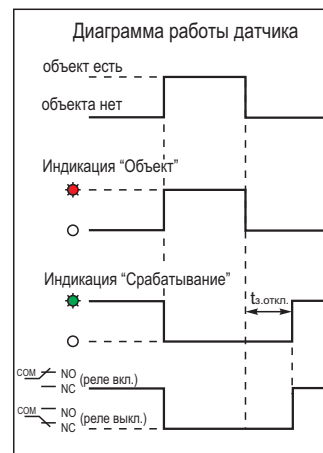 Диаграмма работы датчика
объект есть
объекта нет
Индикация “Объект”
Индикация “Срабатывание”
tз.откл.
COM NO (реле вкл.)
NC
COM NO (реле выкл.)
NC